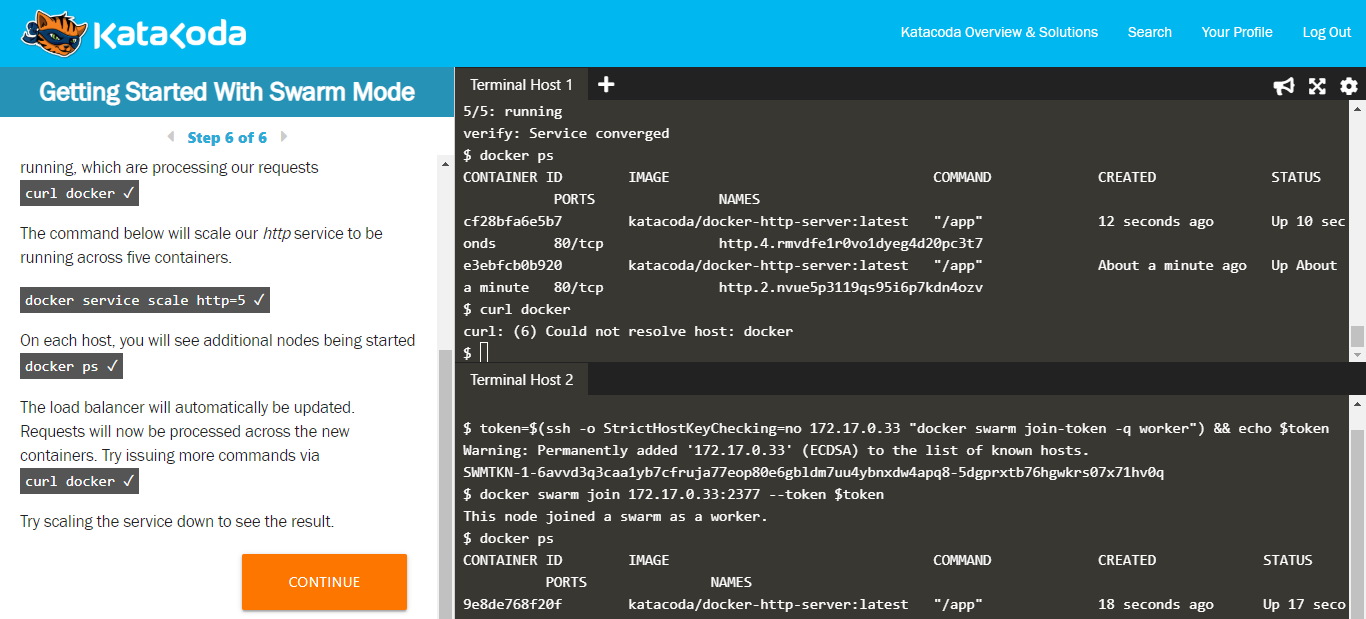 KataKoda
Katacoda Overview & Solutions Search Your Profile Log Out
Getting Started With Swarm Mode
Step 6 of 6
running, which are processing our requests
curl docker ✓
The command below will scale our http service to be
running across five containers.
docker service scale http=5 ✓
On each host, you will see additional nodes being started
docker ps ✓
The load balancer will automatically be updated.
Requests will now be processed across the new
containers. Try issuing more commands via
curl docker ✓
Try scaling the service down to see the result.
CONTINUE
Terminal Host 1 +
5/5: running
verify: Service converged
$ docker ps
CONTAINER ID IMAGE COMMAND CREATED STATUS
PORTS NAMES
cf28bfa6e5b7 katacoda/docker-http-server:latest "/app" 12 seconds ago Up 10 sec
onds 80/tcp http.4.rmvdfe1r0vo1dyeg4d20pc3t7
e3ebfcb0b920 katacoda/docker-http-server:latest "/app" About a minute ago Up About
a minute 80/tcp http.2.nvue5p3119qs95i6p7kdn4ozv
$ curl docker
curl: (6) Could not resolve host: docker
$
Terminal Host 2
$ token=$(ssh -o StrictHostKeyChecking=no 172.17.0.33 "docker swarm join-token -q worker") && echo $token
Warning: Permanently added '172.17.0.33' (ECDSA) to the list of known hosts.
SWMTKN-1-6avvd3q3caa1yb7cfruja77eop80e6gbldm7uu4ybnxdw4apq8-5dgprxtb76hgwkrs07x71hv0q
$ docker swarm join 172.17.0.33:2377 --token $token
This node joined a swarm as a worker.
$ docker ps
CONTAINER ID IMAGE COMMAND CREATED STATUS
PORTS NAMES
9e8de768f20f katacoda/docker-http-server:latest "/app" 18 seconds ago Up 17 seco